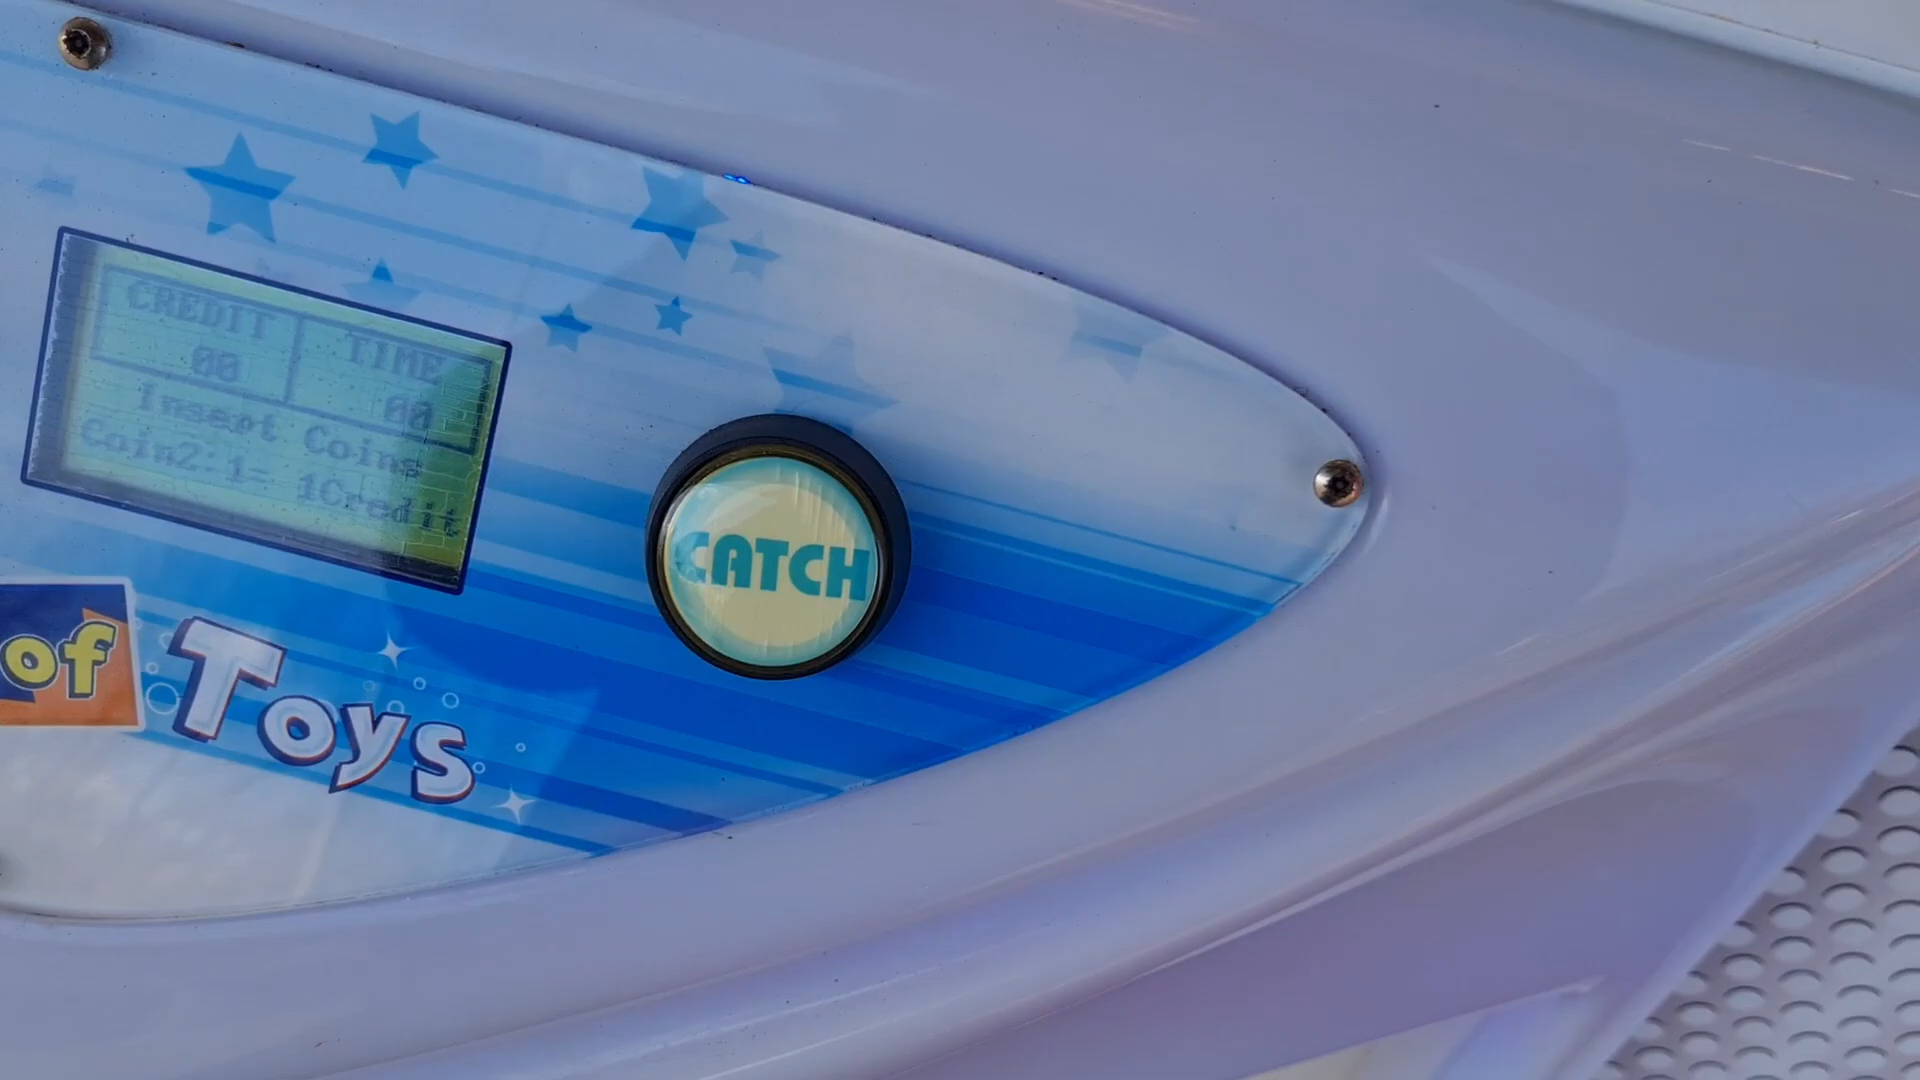 CREDIT TIME
00 00
Insert Coins
Coin2:1= 1Credit
CATCH
of Toys